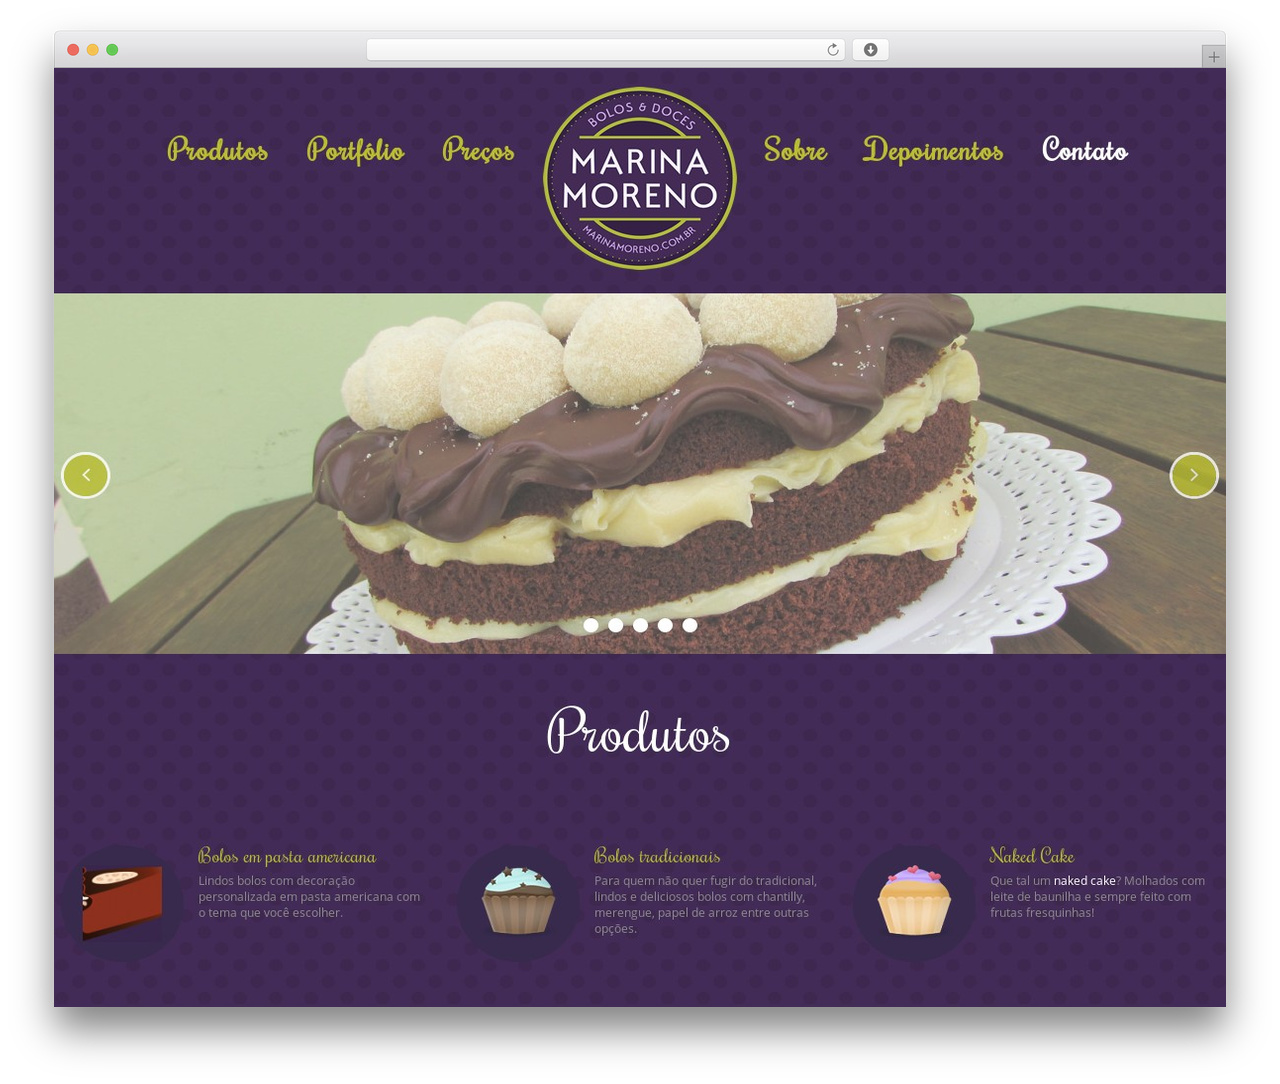 Produtos
Portfólio
Preços
BOLOS & DOCES
MARINA
MORENO
MARINAMORENO.COM.BR
Sobre
Depoimentos
Contato
Produtos
Bolos em pasta americana
Lindos bolos com decoração
personalizada em pasta americana com
o tema que você escolher.
Bolos tradicionais
Para quem não quer fugir do tradicional,
lindos e deliciosos bolos com chantilly,
merengue, papel de arroz entre outras
opções.
Naked Cake
Que tal um naked cake? Molhados com
leite de baunilha e sempre feito com
frutas fresquinhas!